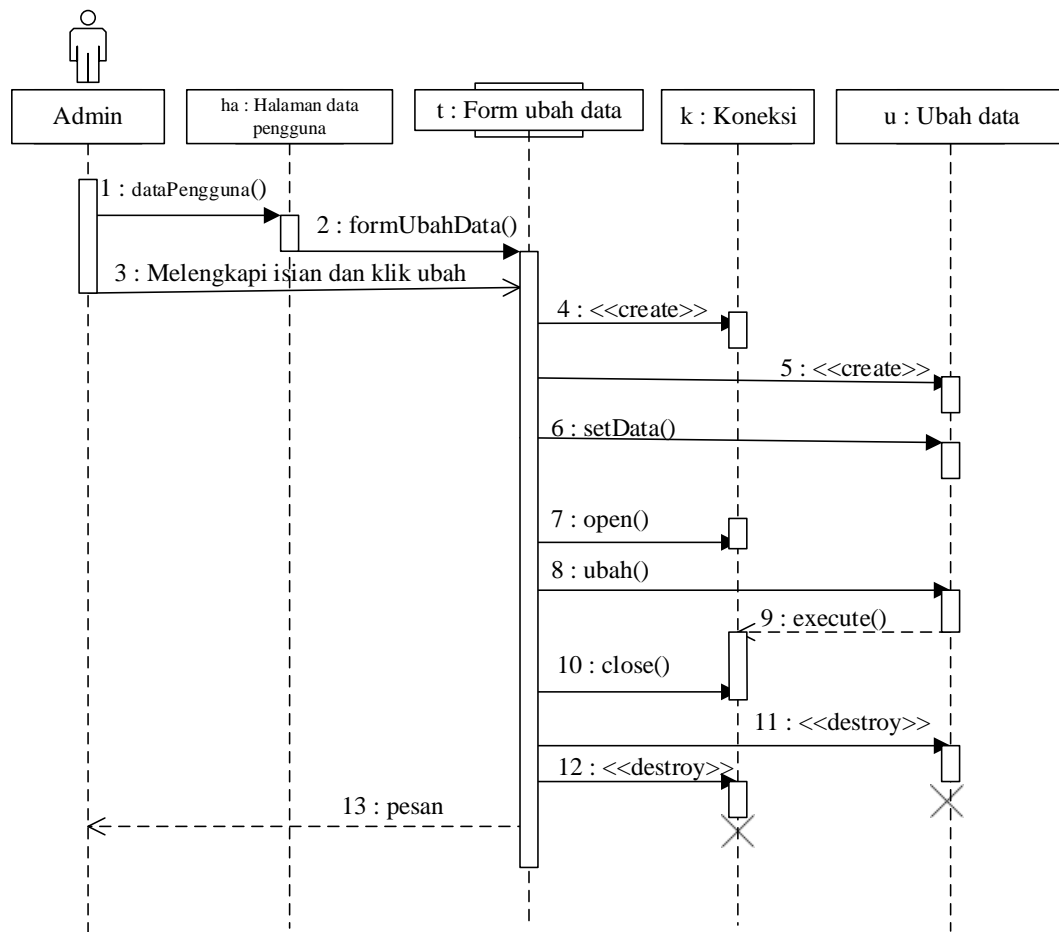 Admin
ha : Halaman data
pengguna
t : Form ubah data
k : Koneksi
u : Ubah data
1 : dataPengguna()
2 : formUbahData()
3 : Melengkapi isian dan klik ubah
4 : <<create>>
5 : <<create>>
6 : setData()
7 : open()
8 : ubah()
9 : execute()
10 : close()
11 : <<destroy>>
12 : <<destroy>>
13 : pesan